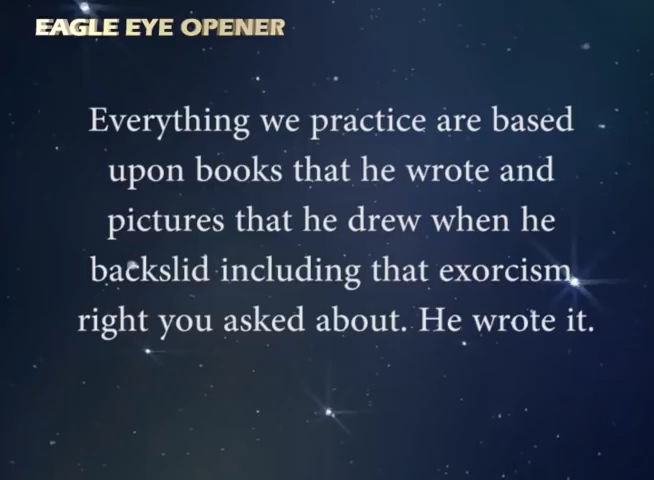 EAGLE EYE OPENER
Everything we practice are based
upon books that he wrote and
pictures that he drew when he
backslid including that exorcism
right you asked about. He wrote it.